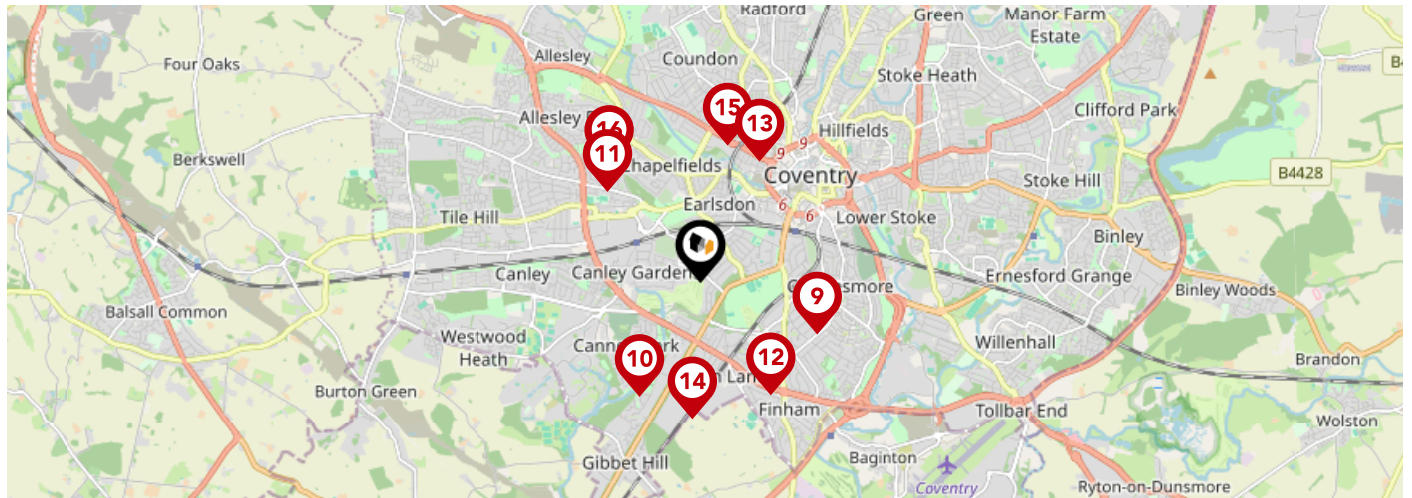 Radford
Green
Manor Farm
Estate
Allesley
Coundon
Four Oaks
Stoke Heath
B4
15
Clifford Park
Allesley
16
13
Hillfields
9
9
11
Chapelfields
Berkswell
Coventry
B4428
Stoke Hill
Earlsdon
6
6
Tile Hill
Lower Stoke
Binley
Canley
Canley Garden
Ernesford Grange
9
Binley Woods
Balsall Common
Westwood
Heath
Willenhall
10
12
14
Brandon
Burton Green
Finham
Tollbar End
Wolston
Gibbet Hill
Baginton
Coventry
Ryton-on-Dunsmore